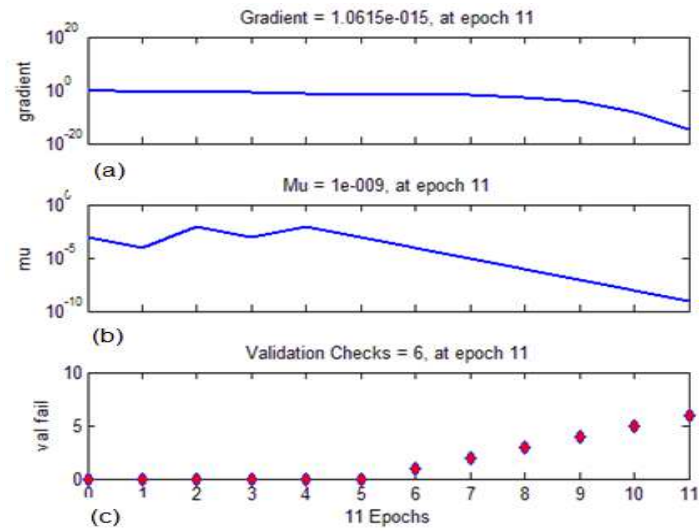 Gradient = 1.0615e-015, at epoch 11
10^20
10^0
10^-20
gradient
(a)
Mu = 1e-009, at epoch 11
10^0
10^-5
10^-10
mu
(b)
Validation Checks = 6, at epoch 11
10
5
0
val fail
0 1 2 3 4 5 6 7 8 9 10 11
(c)
11 Epochs